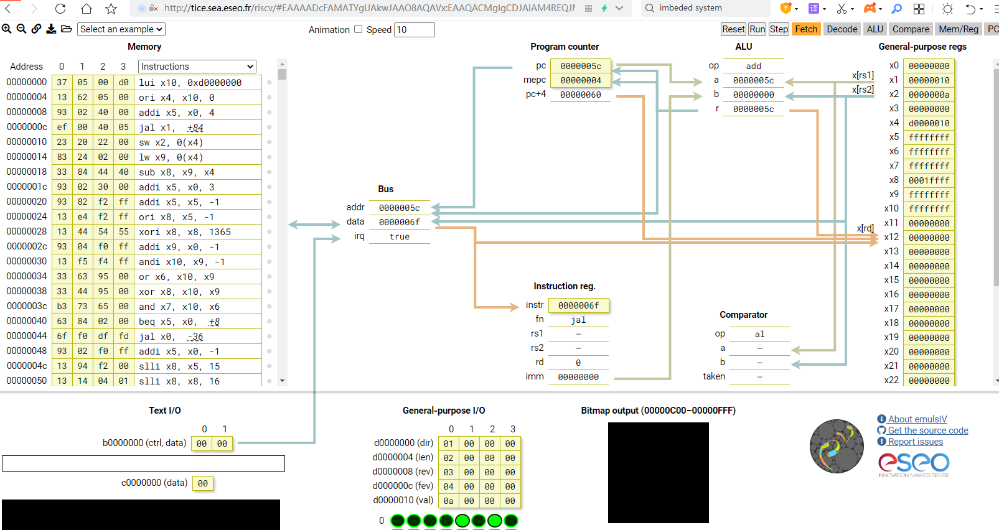 http://tice.sea.eseo.fr/riscv/#EAAAADcFAMATYgUAkwJAAO8AQAVx:EAAQACMgIgCDJAIAM4REQJN
imbeded system
译
Select an example
Animation Speed 10
Reset Run Step Fetch Decode ALU Compare Mem/Reg PC
Memory
Address 0 1 2 3 Instructions
00000000 37 05 00 d0 lui x10, 0xd0000000
00000004 13 62 05 00 ori x4, x10, 0
00000008 93 02 40 00 addi x5, x0, 4
0000000c ef 00 40 05 jal x1, +84
00000010 23 20 22 00 sw x2, 0(x4)
00000014 83 24 02 00 lw x9, 0(x4)
00000018 33 84 44 40 sub x8, x9, x4
0000001c 93 02 30 00 addi x5, x0, 3
00000020 93 82 f2 ff addi x5, x5, -1
00000024 13 e4 f2 ff ori x8, x5, -1
00000028 13 44 54 55 xori x8, x8, 1365
0000002c 93 04 f0 ff addi x9, x0, -1
00000030 13 f5 f4 ff andi x10, x9, -1
00000034 33 63 95 00 or x6, x10, x9
00000038 33 44 95 00 xor x8, x10, x9
0000003c b3 73 65 00 and x7, x10, x6
00000040 63 84 02 00 beq x5, x0, +8
00000044 6f f0 df fd jal x0, -36
00000048 93 02 f0 ff addi x5, x0, -1
0000004c 13 94 f2 00 slli x8, x5, 15
00000050 13 14 04 01 slli x8, x8, 16
Program counter
pc 0000005c
mepc 00000004
pc+4 00000060
ALU
op add
a 0000005c
b 00000000
r 0000005c
x[rs1]
x[rs2]
x[rd]
General-purpose regs
x0 00000000
x1 00000010
x2 0000000a
x3 00000000
x4 d0000010
x5 ffffffff
x6 ffffffff
x7 ffffffff
x8 0001ffff
x9 ffffffff
x10 ffffffff
x11 00000000
x12 00000000
x13 00000000
x14 00000000
x15 00000000
x16 00000000
x17 00000000
x18 00000000
x19 00000000
x20 00000000
x21 00000000
x22 00000000
Bus
addr 0000005c
data 0000006f
irq true
Instruction reg.
instr 0000006f
fn jal
rs1 –
rs2 –
rd 0
imm 00000000
Comparator
op al
a –
b –
taken –
Text I/O
0 1
b0000000 (ctrl, data) 00 00
c0000000 (data) 00
General-purpose I/O
0 1 2 3
d0000000 (dir) 01 00 00 00
d0000004 (ien) 02 00 00 00
d0000008 (rev) 03 00 00 00
d000000c (fev) 04 00 00 00
d0000010 (val) 0a 00 00 00
0
Bitmap output (00000C00–00000FFF)
About emulsiV
Get the source code
Report issues
eseo
INNOVATION MAKES SENSE